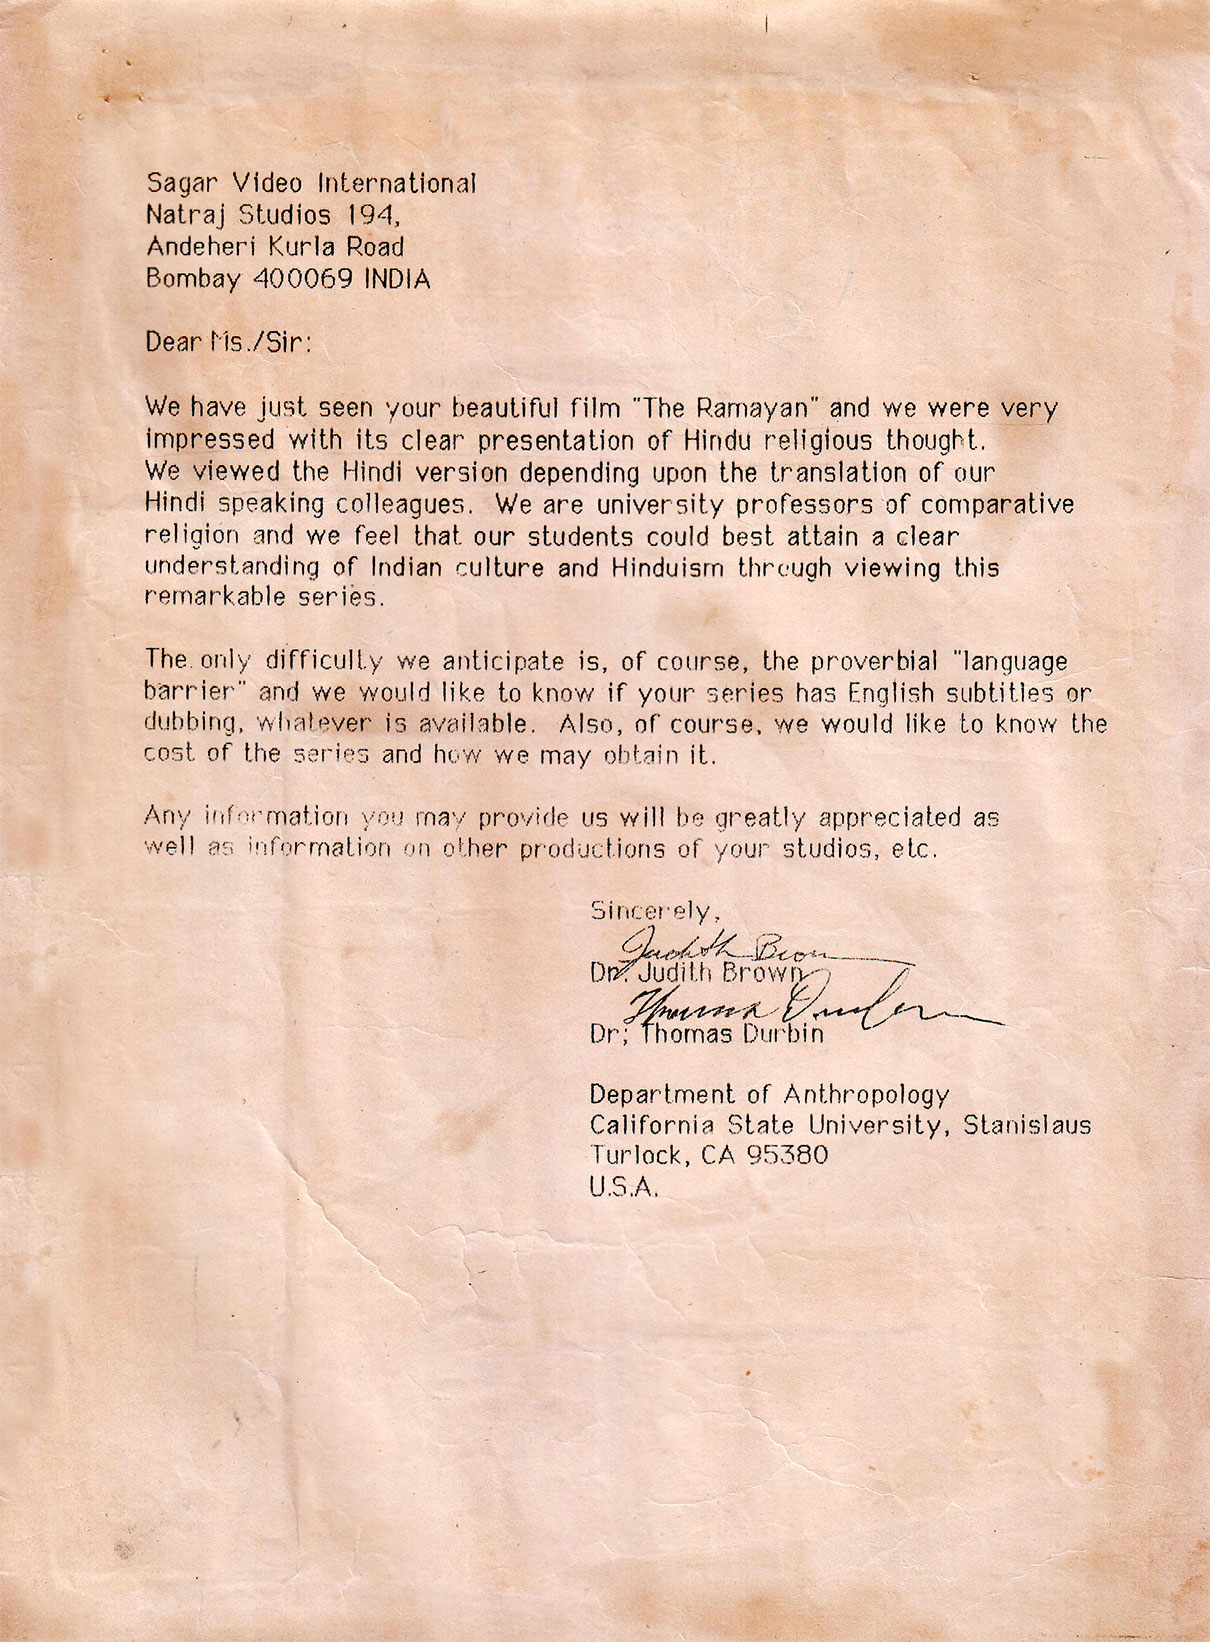 Sagar Video International
Natraj Studios 194,
Andeheri Kurla Road
Bombay 400069 INDIA
Dear Ms./Sir:
We have just seen your beautiful film "The Ramayan" and we were very
impressed with its clear presentation of Hindu religious thought.
We viewed the Hindi version depending upon the translation of our
Hindi speaking colleagues. We are university professors of comparative
religion and we feel that our students could best attain a clear
understanding of Indian culture and Hinduism through viewing this
remarkable series.
The only difficulty we anticipate is, of course, the proverbial "language
barrier" and we would like to know if your series has English subtitles or
dubbing, whatever is available. Also, of course, we would like to know the
cost of the series and how we may obtain it.
Any information you may provide us will be greatly appreciated as
well as information on other productions of your studios, etc.
Sincerely,
Judith Brown
Dr. Judith Brown
Thomas Durbin
Dr; Thomas Durbin
Department of Anthropology
California State University, Stanislaus
Turlock, CA 95380
U.S.A.